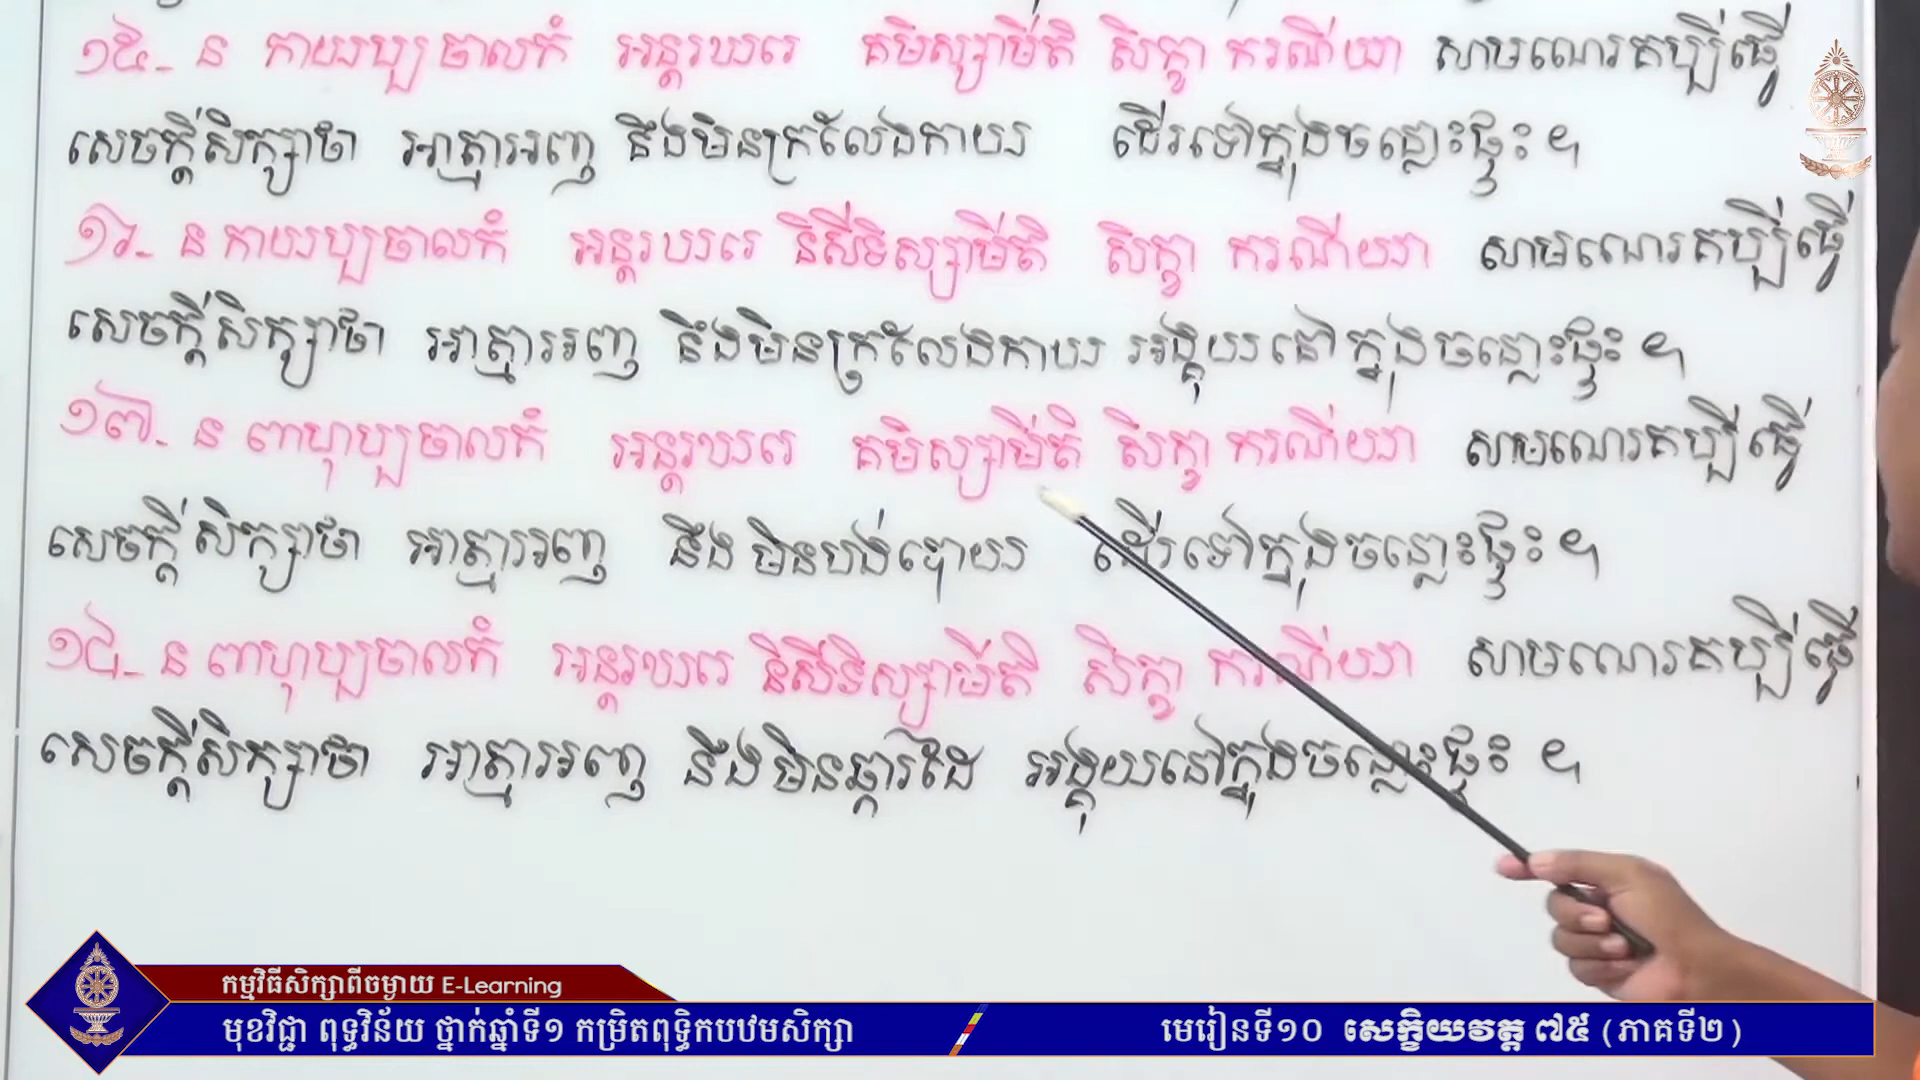 ១៥- ន កាយប្បចាលកំ អន្តរឃរេ គមិស្សាមីតិ សិក្ខា ករណីយា សាមណេរគប្បីធ្វើ
សេចក្តីសិក្សាថា អាត្មាអញ នឹងមិនក្រលែងកាយ ដើរទៅក្នុងចន្លោះផ្ទះ ។
១៦- ន កាយប្បចាលកំ អន្តរឃរេ និសីទិស្សាមីតិ សិក្ខា ករណីយា សាមណេរគប្បីធ្វើ
សេចក្តីសិក្សាថា អាត្មាអញ នឹងមិនក្រលែងកាយ អង្គុយនៅក្នុងចន្លោះផ្ទះ ។
១៧- ន ពាហុប្បចាលកំ អន្តរឃរេ គមិស្សាមីតិ សិក្ខា ករណីយា សាមណេរគប្បីធ្វើ
សេចក្តីសិក្សាថា អាត្មាអញ នឹងមិនបង់ដោយ ដើរទៅក្នុងចន្លោះផ្ទះ ។
១៨- ន ពាហុប្បចាលកំ អន្តរឃរេ និសីទិស្សាមីតិ សិក្ខា ករណីយា សាមណេរគប្បីធ្វើ
សេចក្តីសិក្សាថា អាត្មាអញ នឹងមិនឆ្ការដៃ អង្គុយនៅក្នុងចន្លោះផ្ទះ ។
កម្មវិធីសិក្សាពីចម្ងាយ E-Learning
មុខវិជ្ជា ពុទ្ធវិន័យ ថ្នាក់ឆ្នាំទី១ កម្រិតពុទ្ធិកបឋមសិក្សា
មេរៀនទី១០ សេក្ខិយវត្ត ៧៥ (ភាគទី២)